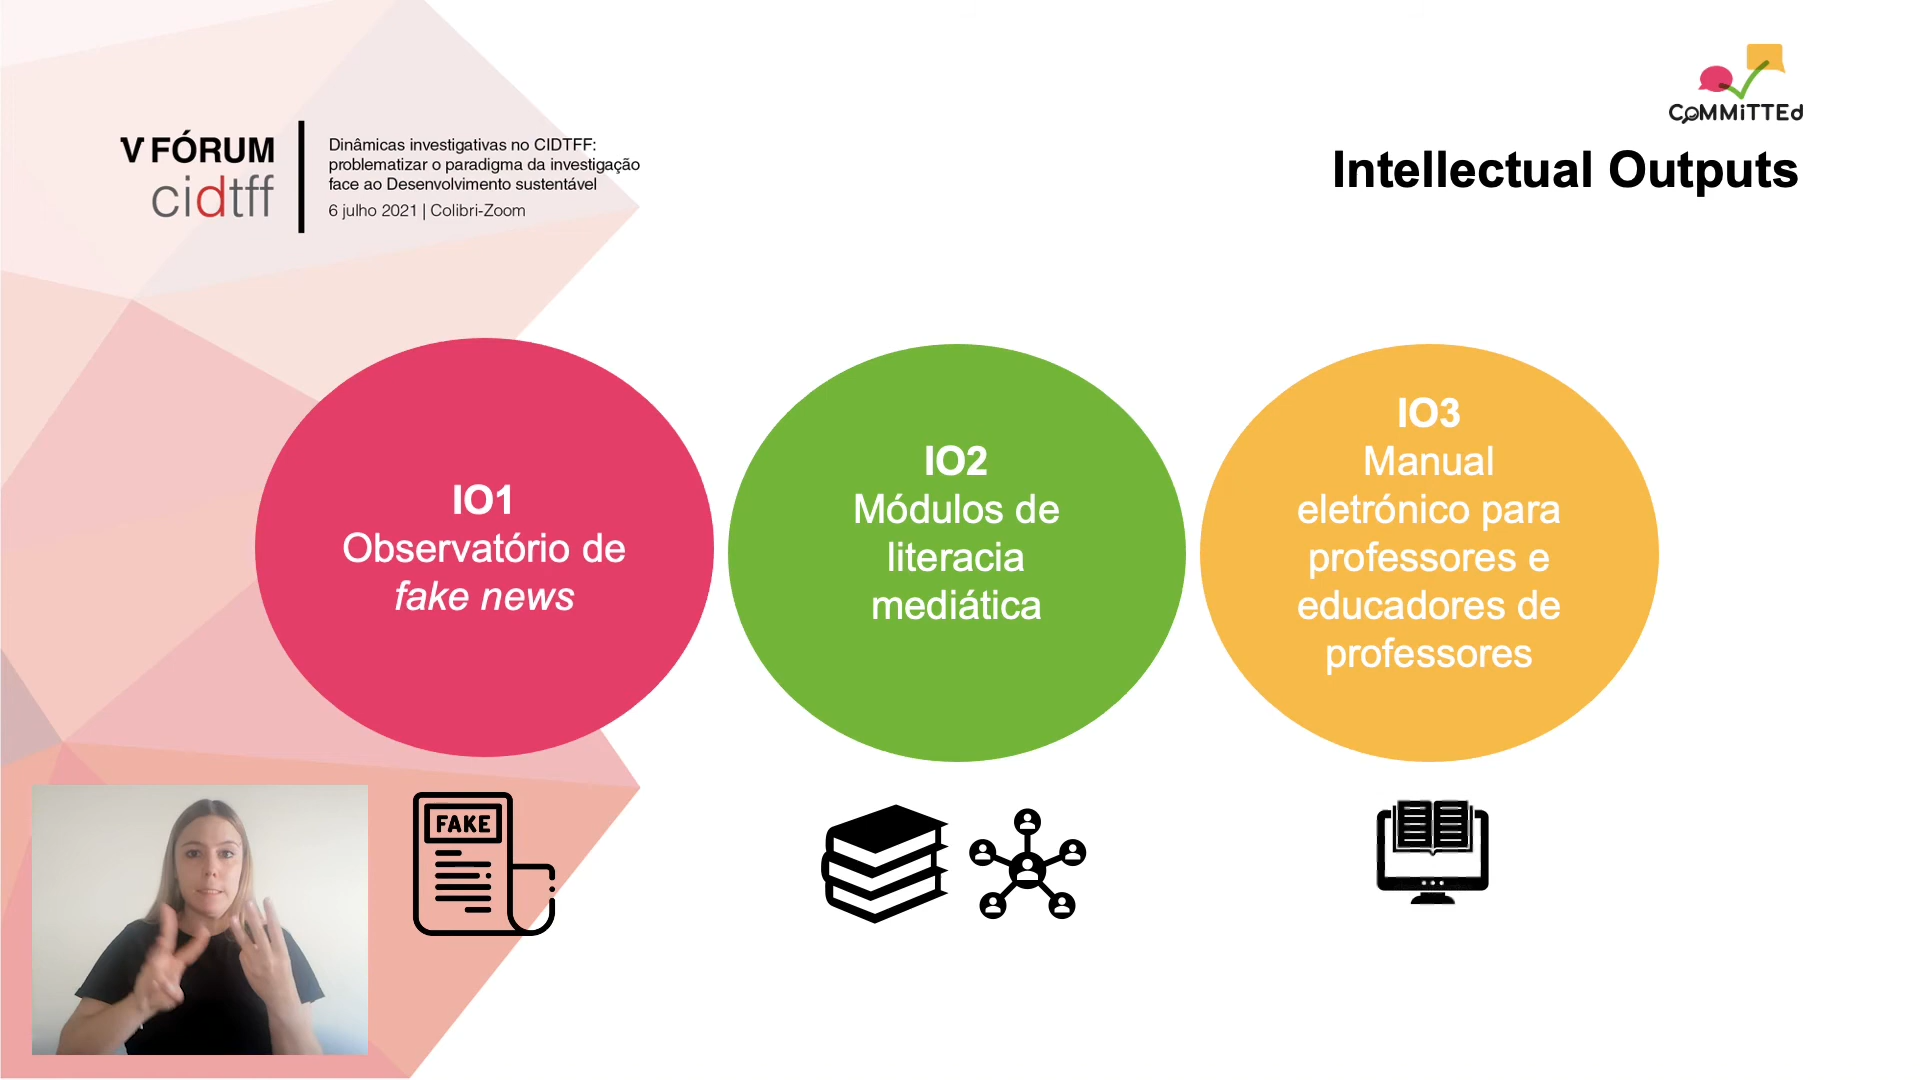 V FÓRUM
cidtff
Dinâmicas investigativas no CIDTFF:
problematizar o paradigma da investigação
face ao Desenvolvimento sustentável
6 julho 2021 | Colibri-Zoom
CoMMiTTEd
Intellectual Outputs
IO1
Observatório de
fake news
IO2
Módulos de
literacia
mediática
IO3
Manual
eletrónico para
professores e
educadores de
professores
FAKE